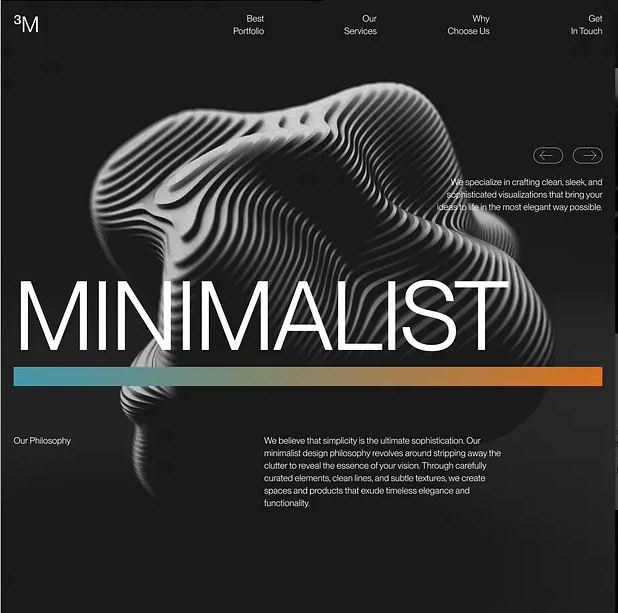 ³M
Best
Portfolio
Our
Services
Why
Choose Us
Get
In Touch
We specialize in crafting clean, sleek, and
sophisticated visualizations that bring your
ideas to life in the most elegant way possible.
MINIMALIST
Our Philosophy
We believe that simplicity is the ultimate sophistication. Our
minimalist design philosophy revolves around stripping away the
clutter to reveal the essence of your vision. Through carefully
curated elements, clean lines, and subtle textures, we create
spaces and products that exude timeless elegance and
functionality.